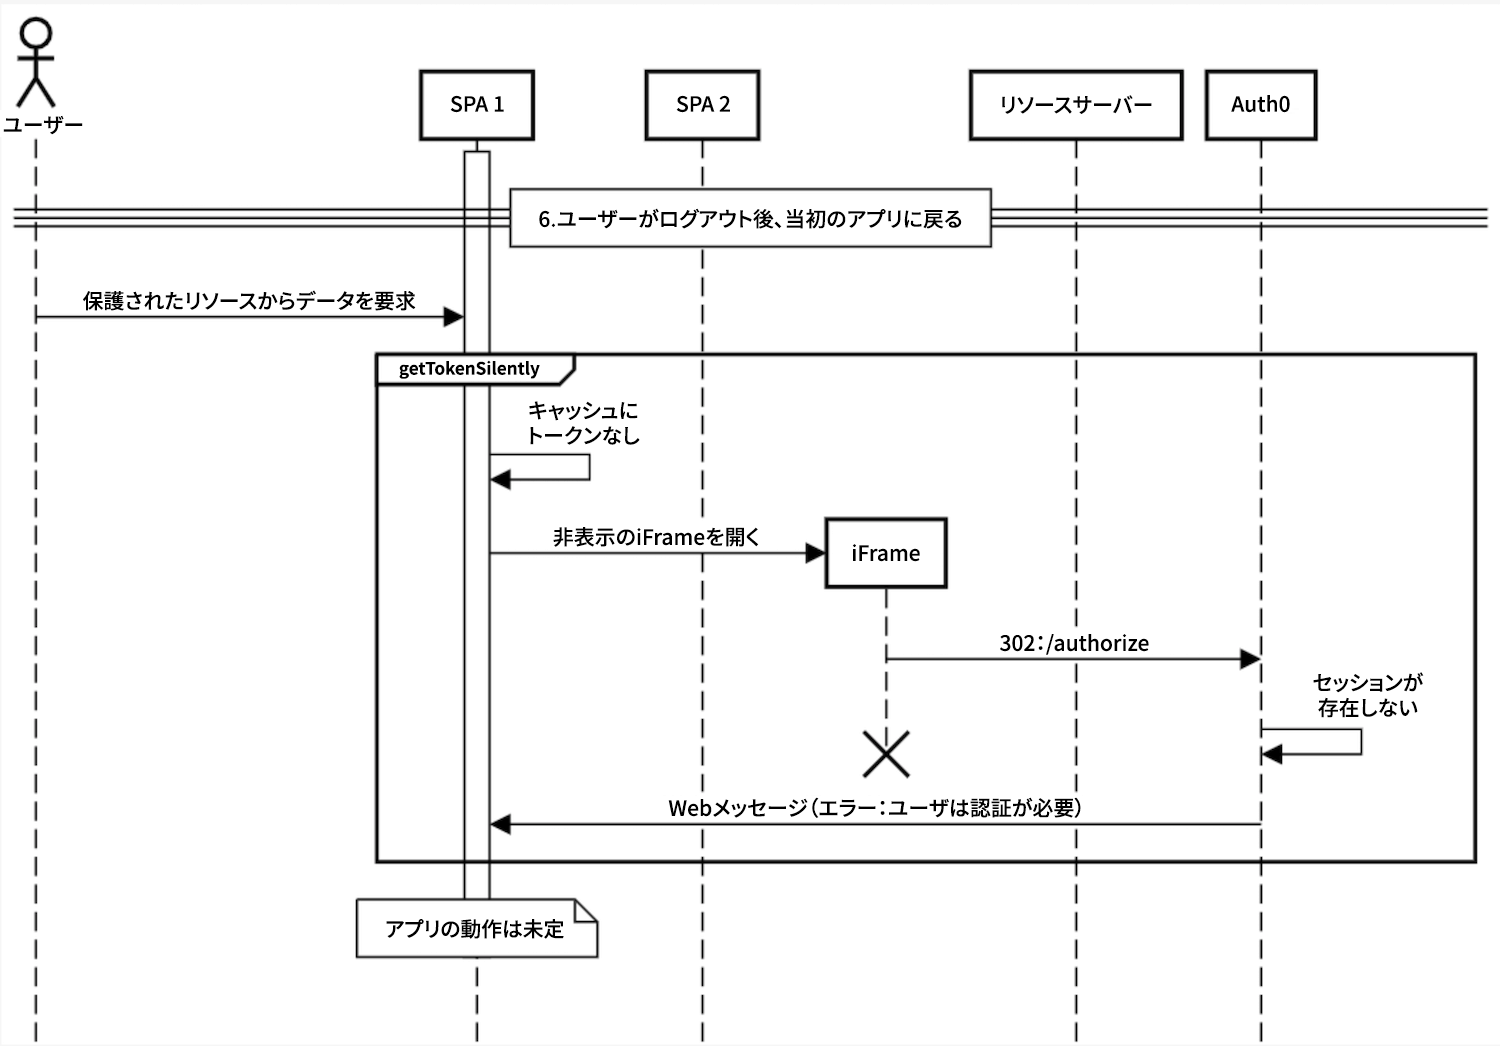 ユーザー
SPA 1
SPA 2
リソースサーバー
Auth0
6.ユーザーがログアウト後、当初のアプリに戻る
保護されたリソースからデータを要求
getTokenSilently
キャッシュに
トークンなし
非表示のiFrameを開く
iFrame
302：/authorize
セッションが
存在しない
Webメッセージ（エラー：ユーザは認証が必要）
アプリの動作は未定